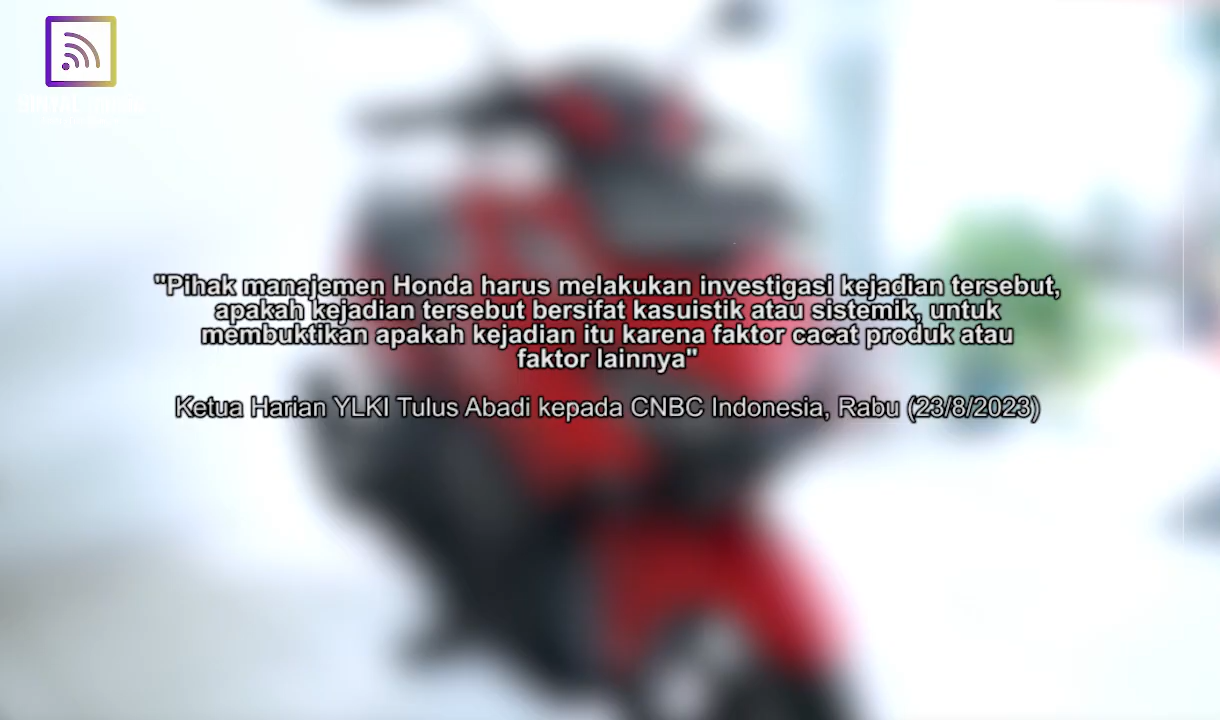 "Pihak manajemen Honda harus melakukan investigasi kejadian tersebut,
apakah kejadian tersebut bersifat kasuistik atau sistemik, untuk
membuktikan apakah kejadian itu karena faktor cacat produk atau
faktor lainnya"
Ketua Harian YLKI Tulus Abadi kepada CNBC Indonesia, Rabu (23/8/2023)